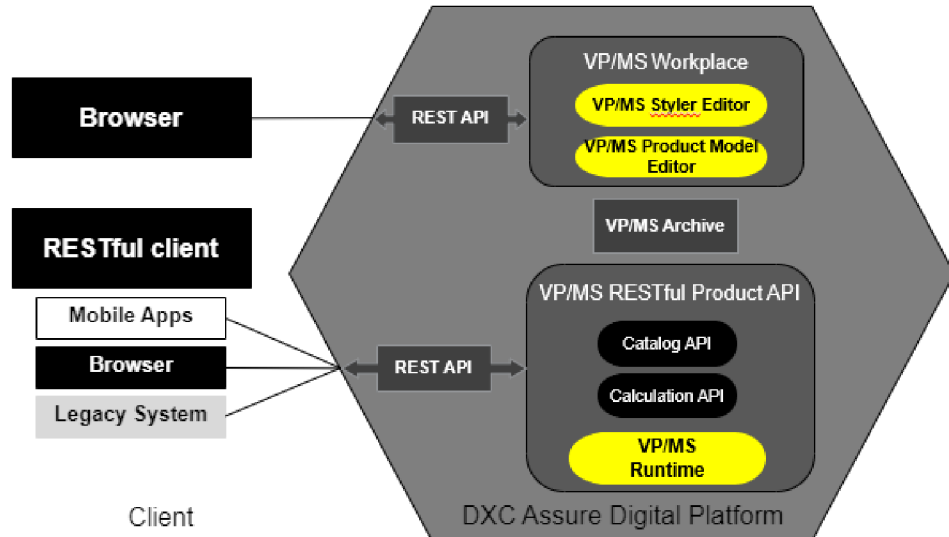 Browser
REST API
VP/MS Workplace
VP/MS Styler Editor
VP/MS Product Model
Editor
VP/MS Archive
RESTful client
Mobile Apps
Browser
Legacy System
REST API
VP/MS RESTful Product API
Catalog API
Calculation API
VP/MS
Runtime
Client
DXC Assure Digital Platform